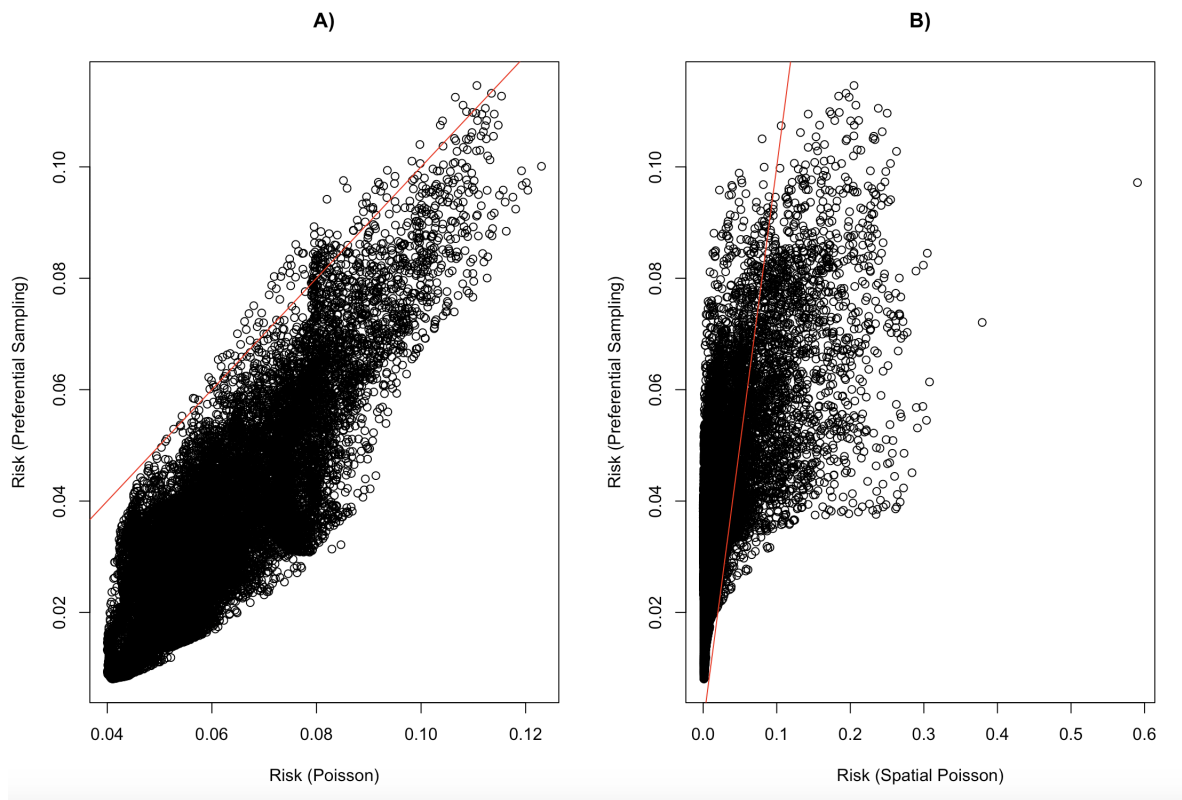 A)
Risk (Preferential Sampling)
0.10
0.08
0.06
0.04
0.02
0.04 0.06 0.08 0.10 0.12
Risk (Poisson)
B)
Risk (Preferential Sampling)
0.10
0.08
0.06
0.04
0.02
0.0 0.1 0.2 0.3 0.4 0.5 0.6
Risk (Spatial Poisson)